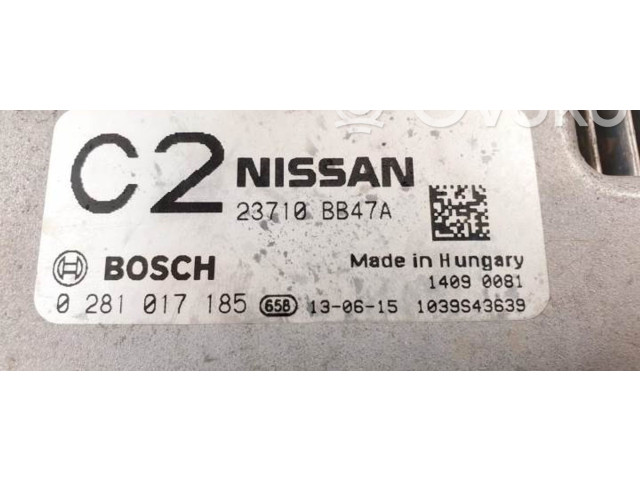 C2 NISSAN
23710 BB47A
BOSCH Made in Hungary
1409 0081
0 281 017 185 658 13-06-15 1039S43639